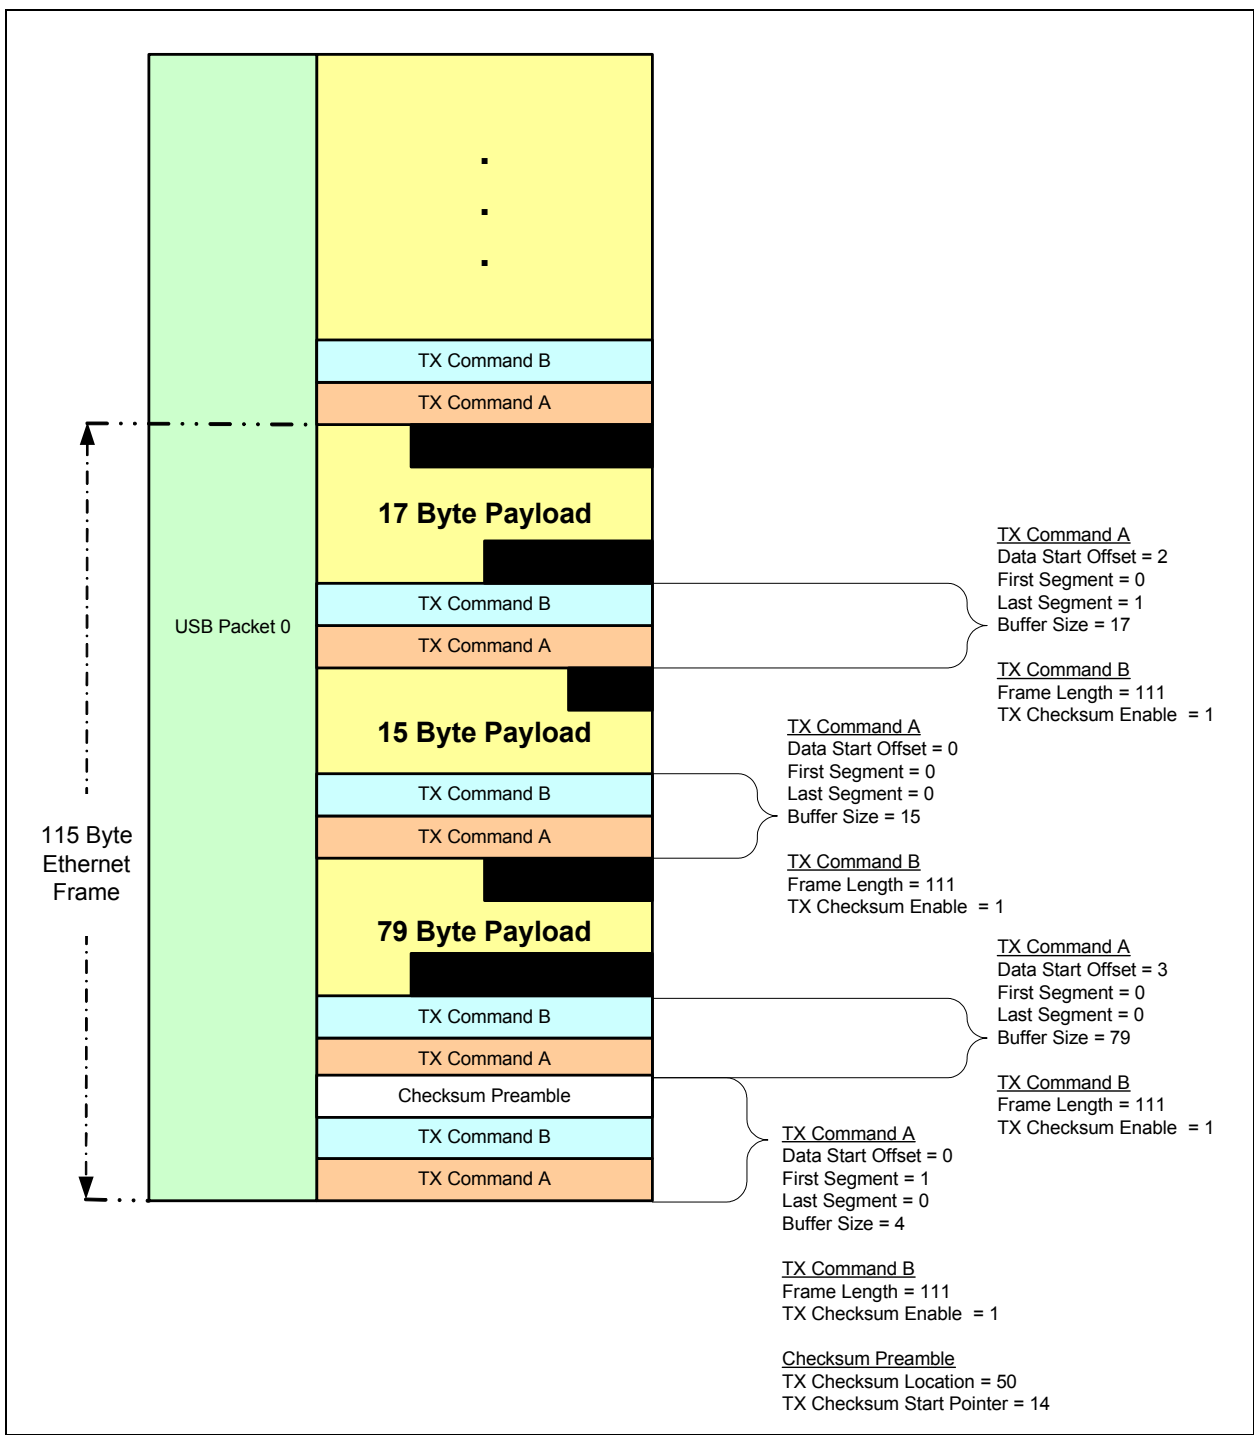 TX Command B
TX Command A
17 Byte Payload
TX Command B
TX Command A
USB Packet 0
15 Byte Payload
TX Command B
TX Command A
115 Byte
Ethernet
Frame
79 Byte Payload
TX Command B
TX Command A
Checksum Preamble
TX Command B
TX Command A
TX Command A
Data Start Offset = 2
First Segment = 0
Last Segment = 1
Buffer Size = 17
TX Command B
Frame Length = 111
TX Checksum Enable  = 1
TX Command A
Data Start Offset = 0
First Segment = 0
Last Segment = 0
Buffer Size = 15
TX Command B
Frame Length = 111
TX Checksum Enable  = 1
TX Command A
Data Start Offset = 3
First Segment = 0
Last Segment = 0
Buffer Size = 79
TX Command B
Frame Length = 111
TX Checksum Enable  = 1
TX Command A
Data Start Offset = 0
First Segment = 1
Last Segment = 0
Buffer Size = 4
TX Command B
Frame Length = 111
TX Checksum Enable  = 1
Checksum Preamble
TX Checksum Location = 50
TX Checksum Start Pointer = 14